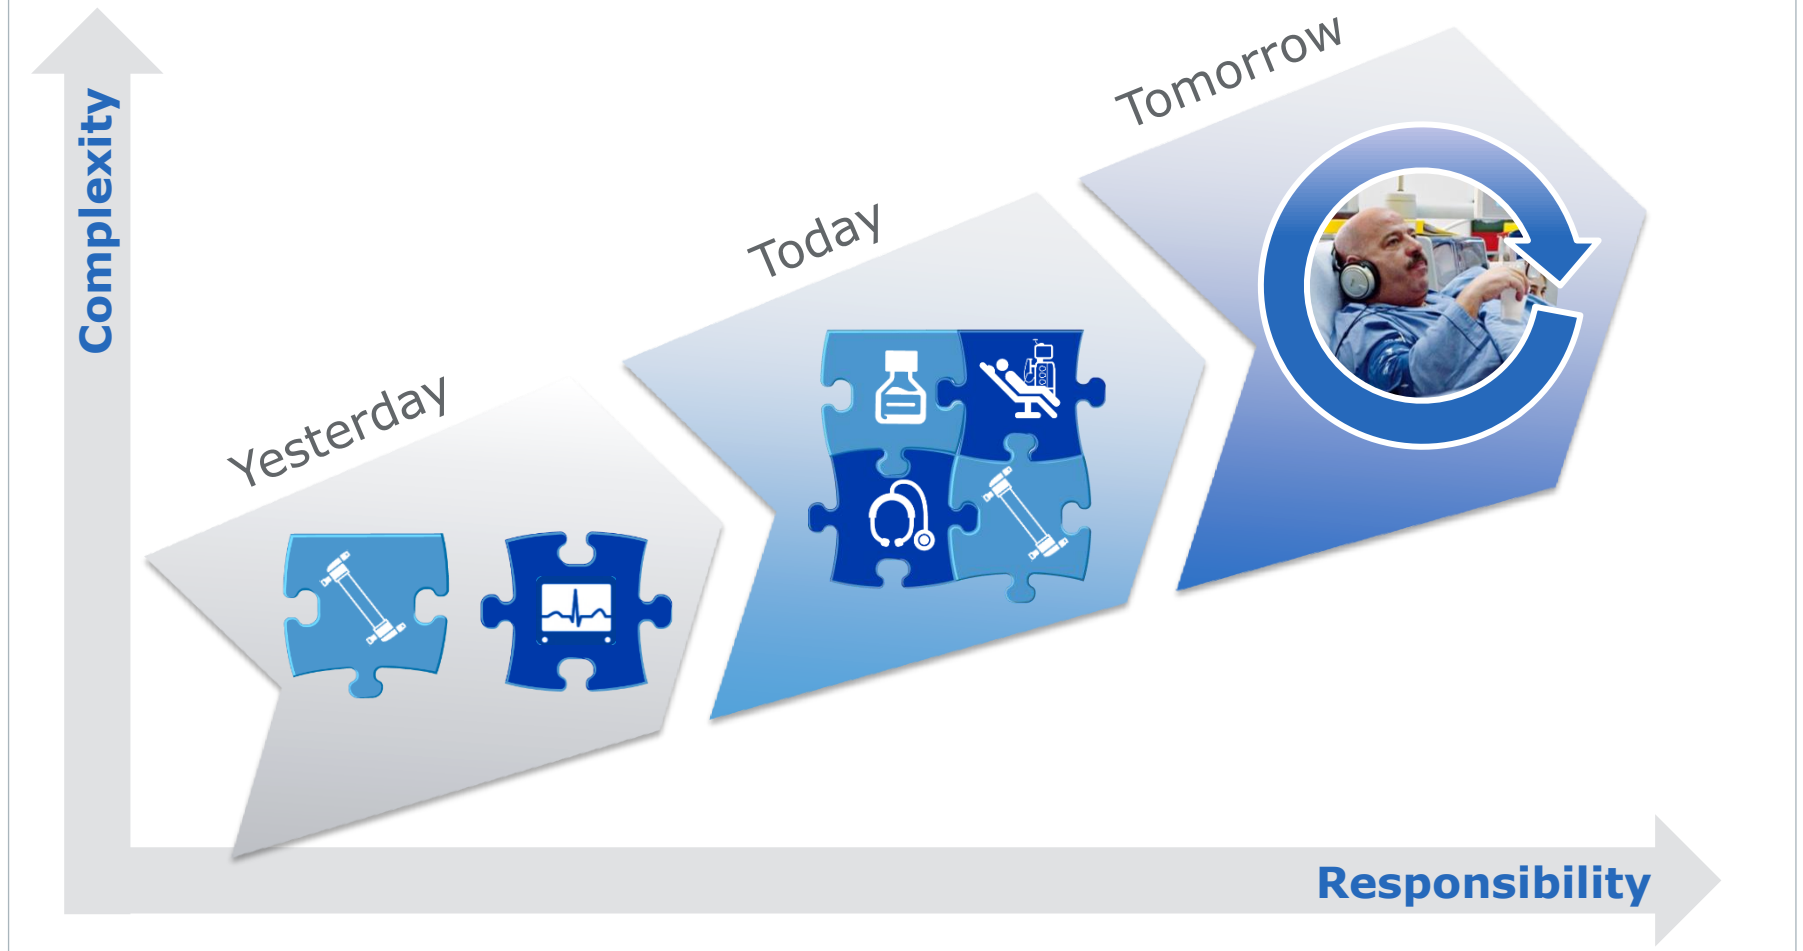 Complexity
Yesterday
Today
Tomorrow
Responsibility